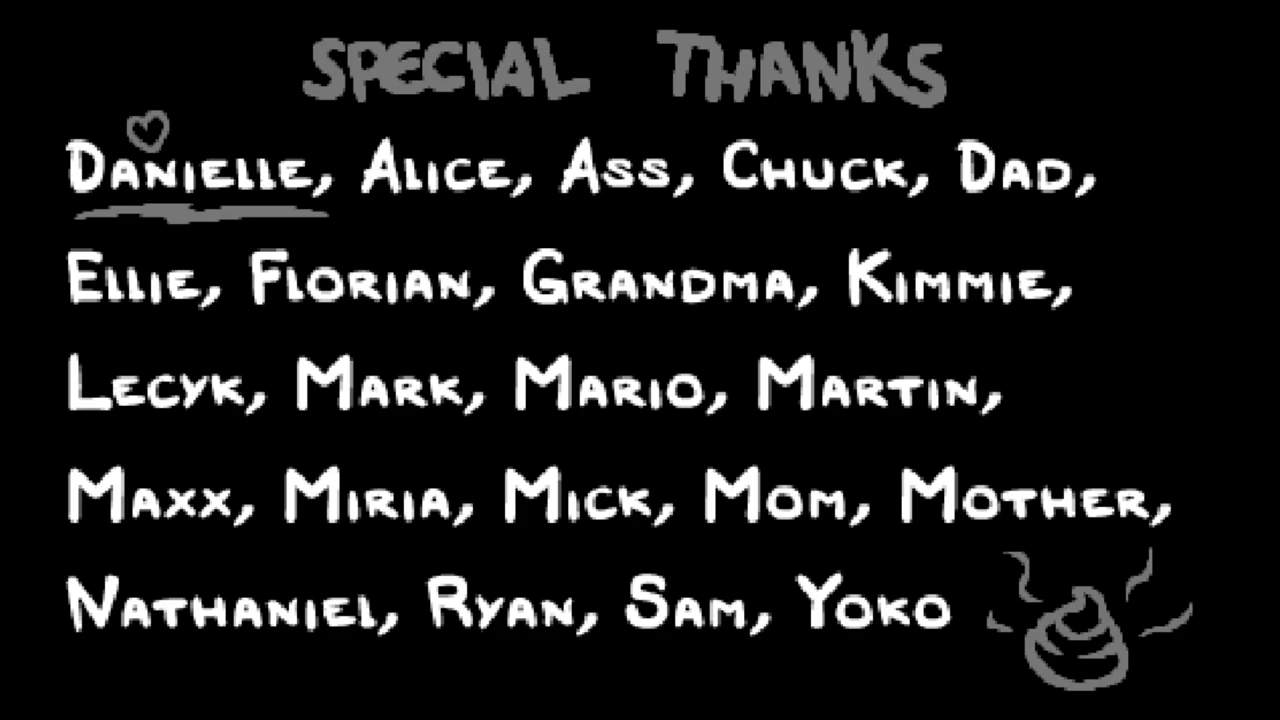 SPECIAL THANKS
DANIELLE, ALICE, ASS, CHUCK, DAD,
ELLIE, FLORIAN, GRANDMA, KIMMIE,
LECYK, MARK, MARIO, MARTIN,
MAXX, MIRIA, MICK, MOM, MOTHER,
NATHANIEL, RYAN, SAM, YOKO